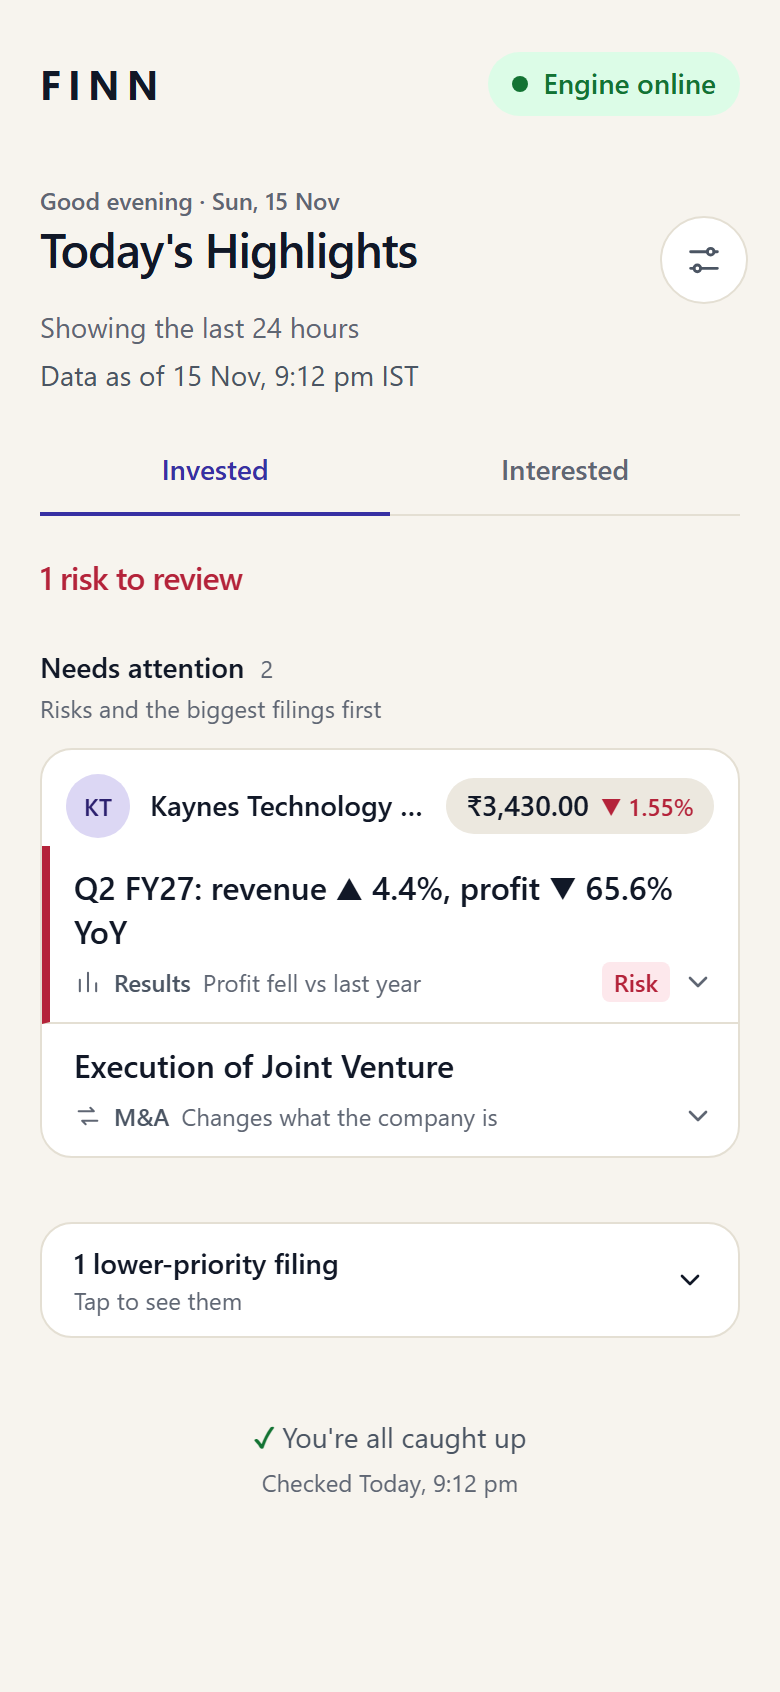 FINN
Engine online
Good evening · Sun, 15 Nov
Today's Highlights
Showing the last 24 hours
Data as of 15 Nov, 9:12 pm IST
Invested
Interested
1 risk to review
Needs attention 2
Risks and the biggest filings first
KT Kaynes Technology ... ₹3,430.00 ▼ 1.55%
Q2 FY27: revenue ▲ 4.4%, profit ▼ 65.6%
YoY
Results Profit fell vs last year Risk
Execution of Joint Venture
M&A Changes what the company is
1 lower-priority filing
Tap to see them
✓ You're all caught up
Checked Today, 9:12 pm